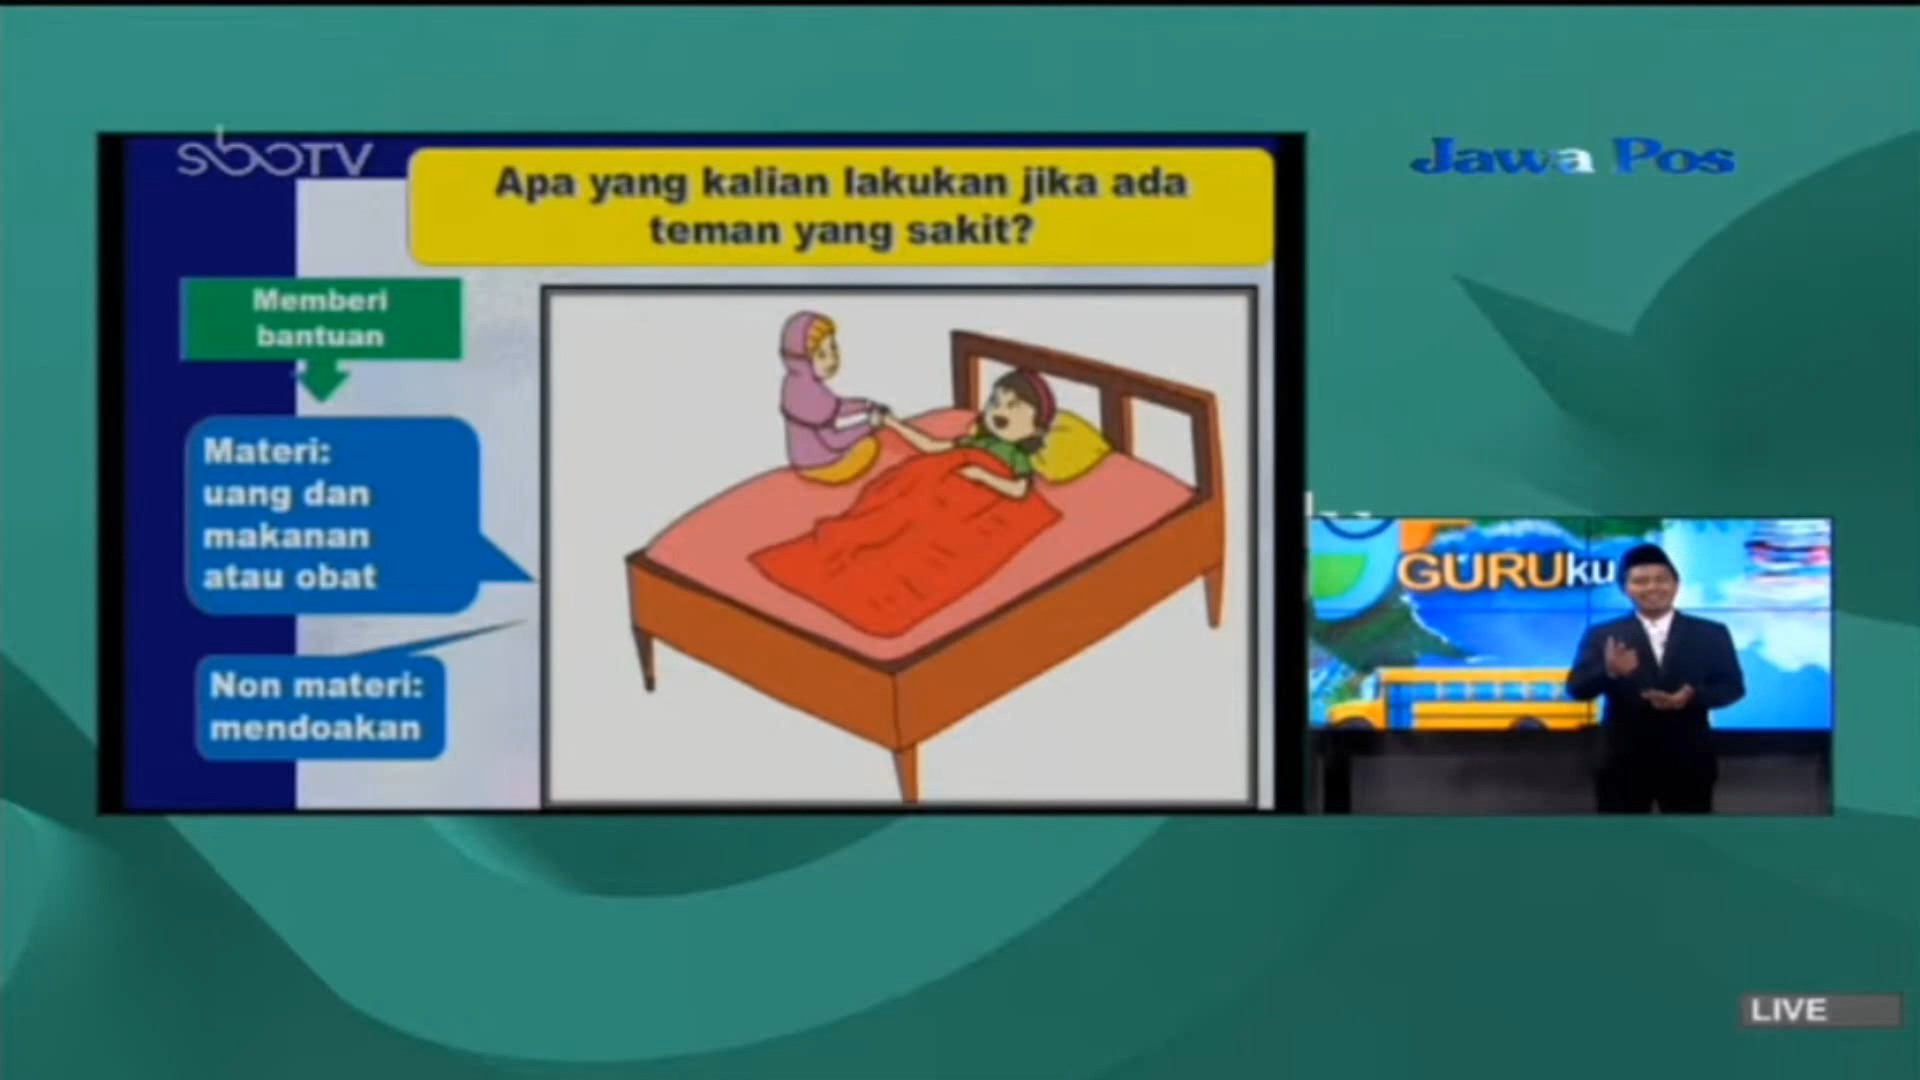 sboTV
Jawa Pos
Apa yang kalian lakukan jika ada
teman yang sakit?
Memberi
bantuan
Materi:
uang dan
makanan
atau obat
Non materi:
mendoakan
GURUku
LIVE